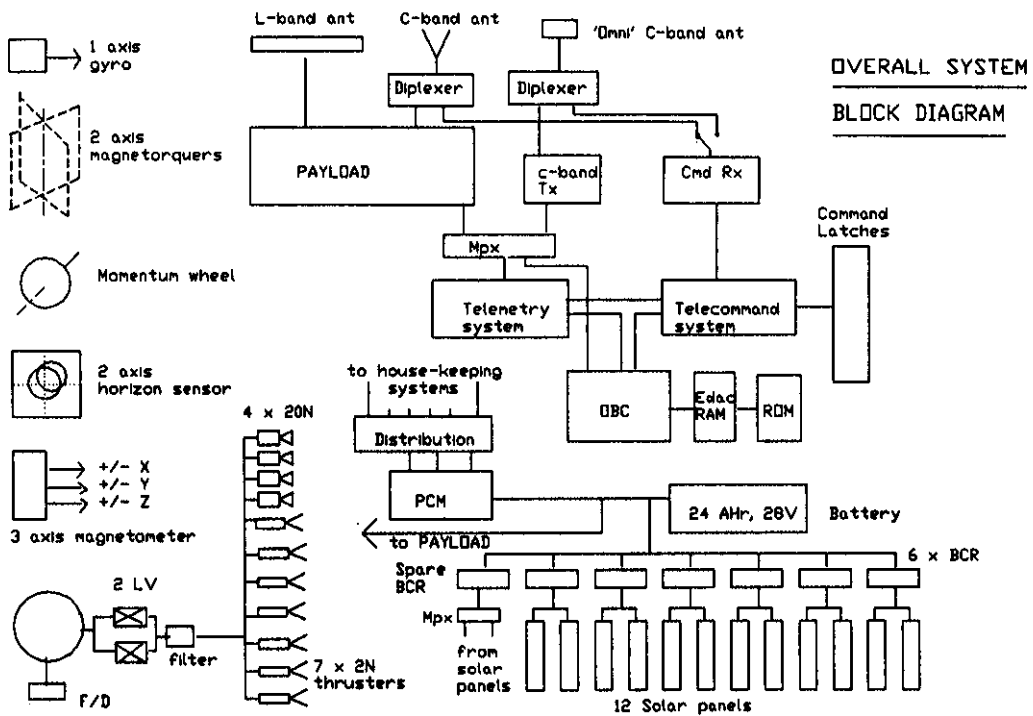 L-band ant
C-band ant
'Omni' C-band ant
OVERALL SYSTEM
BLOCK DIAGRAM
1 axis
gyro
Diplexer
Diplexer
2 axis
magnetorquers
PAYLOAD
c-band
Tx
Cmd Rx
Command
Latches
Mpx
Momentum wheel
Telemetry
system
Telecommand
system
2 axis
horizon sensor
to house-keeping
systems
OBC
Edac
RAM
ROM
4 x 20N
Distribution
+/- X
+/- Y
+/- Z
3 axis magnetometer
PCM
24 AHr, 28V
Battery
to PAYLOAD
Spare
BCR
6 x BCR
2 LV
Mpx
filter
from
solar
panels
7 x 2N
thrusters
F/D
12 Solar panels